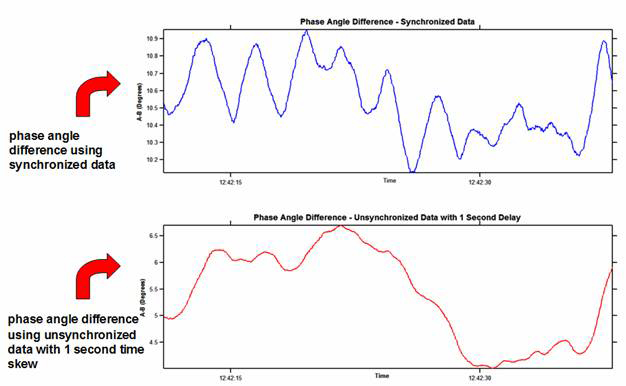 Phase Angle Difference - Synchronized Data
10.9
10.8
10.7
10.6
10.5
10.4
10.3
10.2
A-B (Degrees)
12:42:15
Time
12:42:30
phase angle
difference using
synchronized data
Phase Angle Difference - Unsynchronized Data with 1 Second Delay
6.5
6
5.5
5
4.5
A-B (Degrees)
12:42:15
Time
12:42:30
phase angle difference
using unsynchronized
data with 1 second time
skew